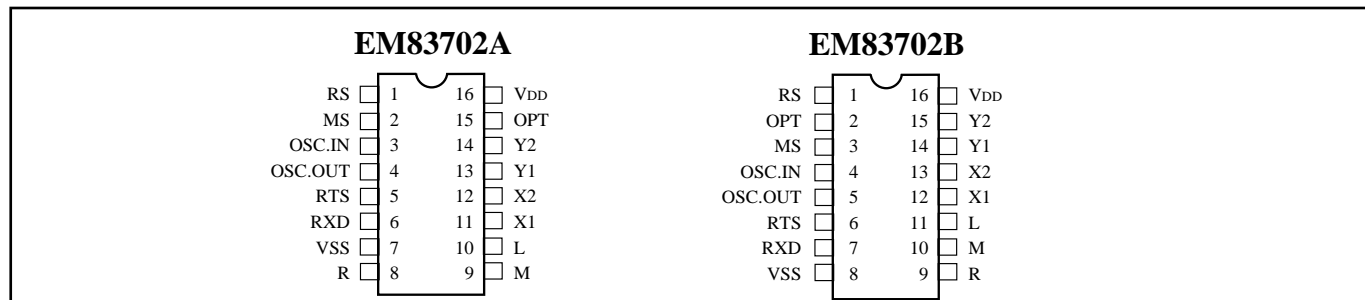 EM83702A
RS 1 16 VDD
MS 2 15 OPT
OSC.IN 3 14 Y2
OSC.OUT 4 13 Y1
RTS 5 12 X2
RXD 6 11 X1
VSS 7 10 L
R 8 9 M
EM83702B
RS 1 16 VDD
OPT 2 15 Y2
MS 3 14 Y1
OSC.IN 4 13 X2
OSC.OUT 5 12 X1
RTS 6 11 L
RXD 7 10 M
VSS 8 9 R